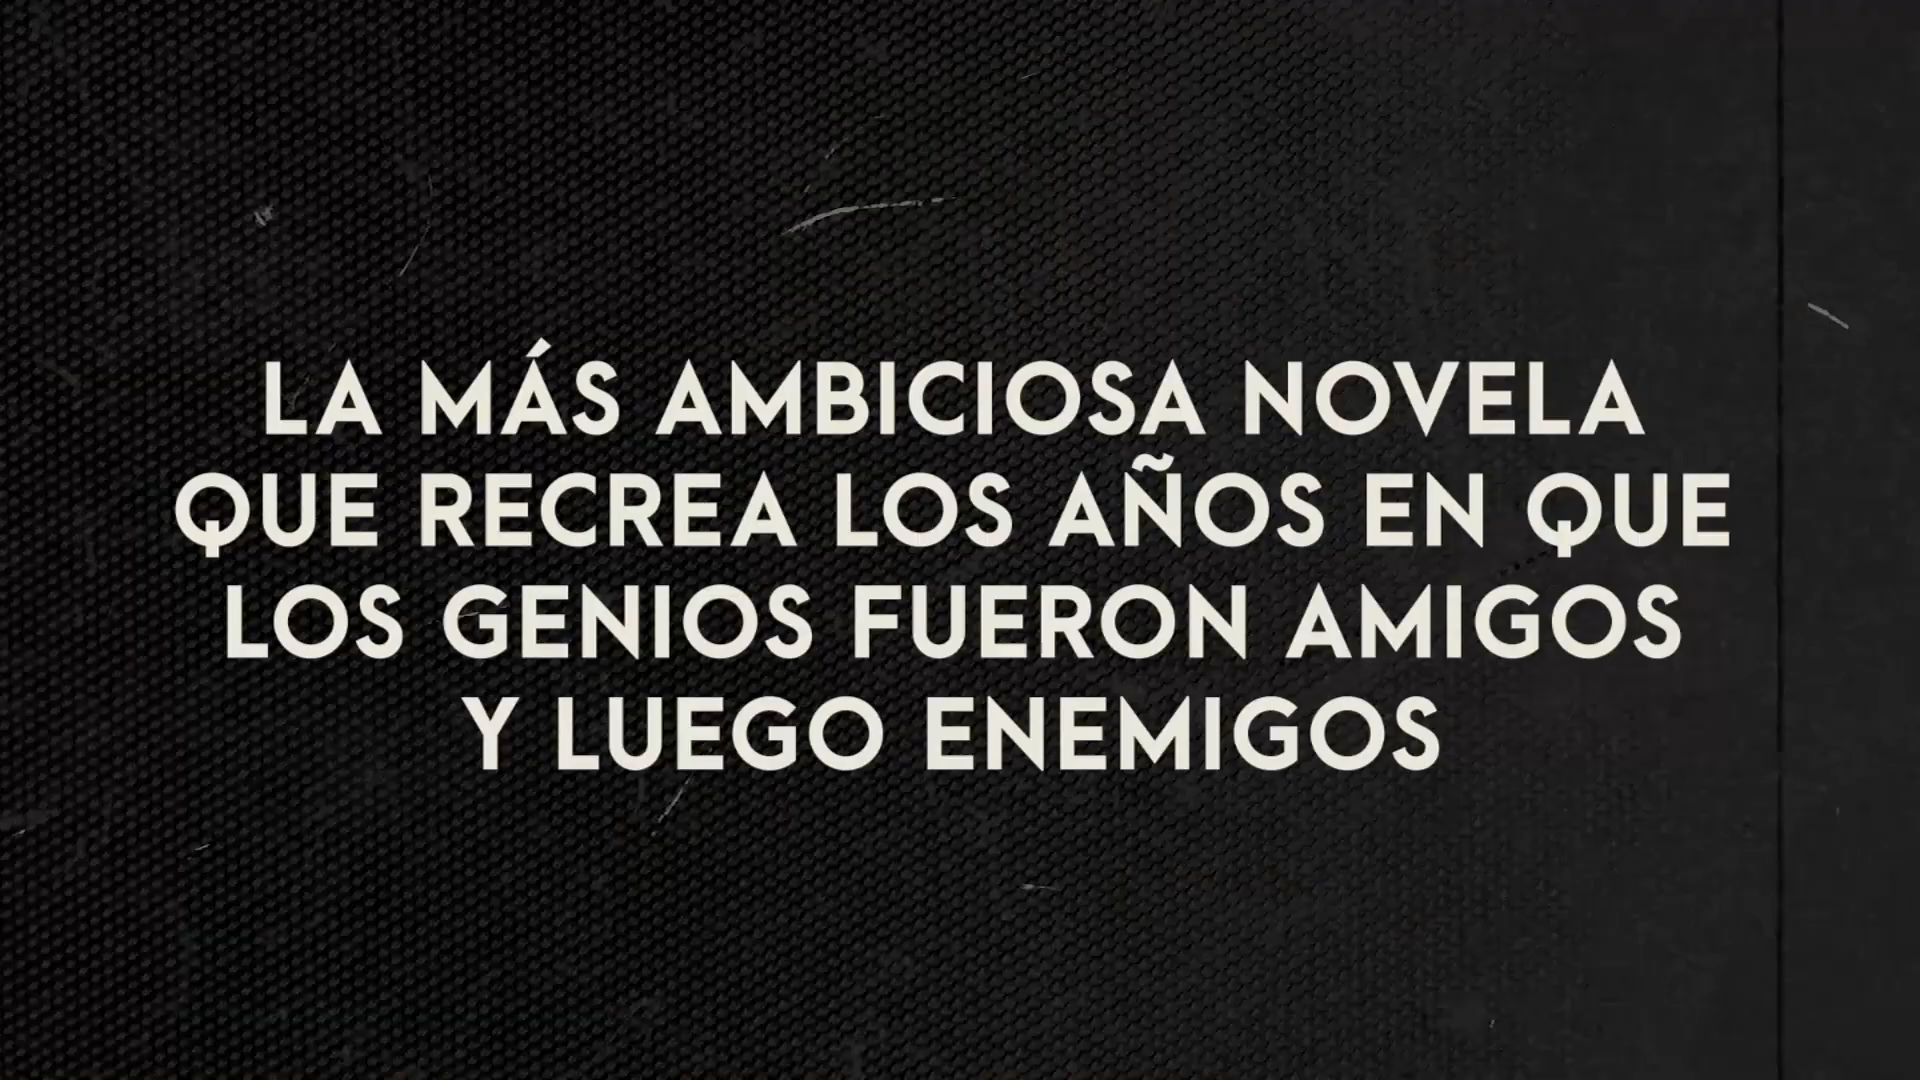 LA MÁS AMBICIOSA NOVELA
QUE RECREA LOS AÑOS EN QUE
LOS GENIOS FUERON AMIGOS
Y LUEGO ENEMIGOS